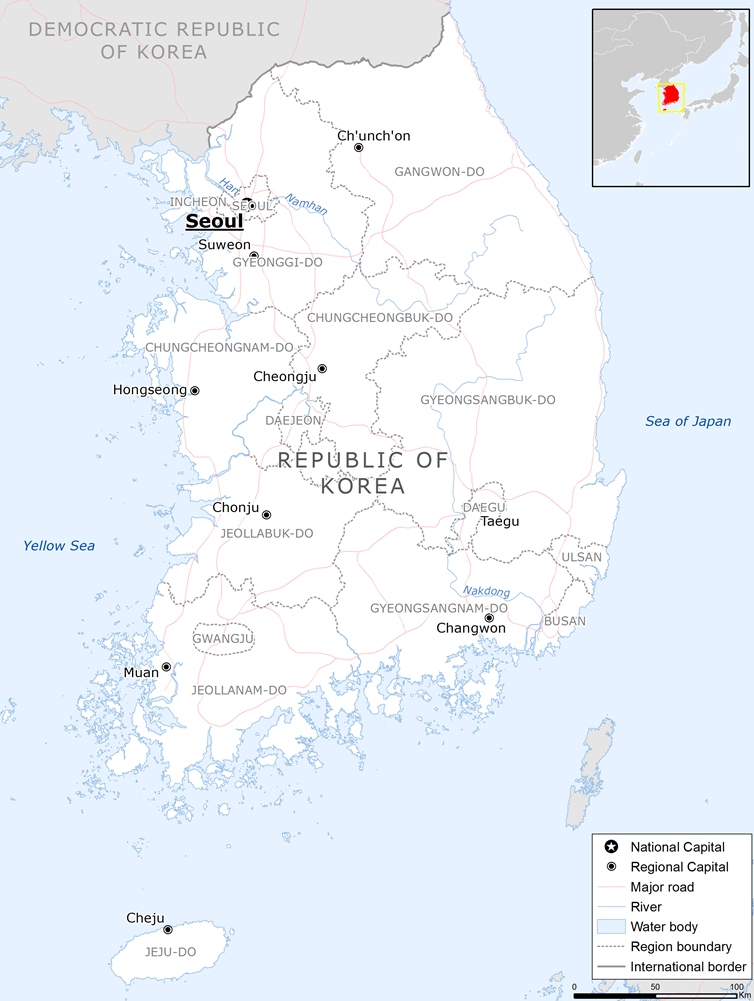 DEMOCRATIC REPUBLIC
OF KOREA
Ch'unch'on
GANGWON-DO
Han
Namhan
INCHEON
SEOUL
Seoul
Suweon
GYEONGGI-DO
CHUNGCHEONGBUK-DO
CHUNGCHEONGNAM-DO
Cheongju
Hongseong
GYEONGSANGBUK-DO
DAEJEON
Sea of Japan
REPUBLIC OF
KOREA
Chonju
DAEGU
Taegu
JEOLLABUK-DO
Yellow Sea
ULSAN
Nakdong
GYEONGSANGNAM-DO
Changwon
BUSAN
GWANGJU
Muan
JEOLLANAM-DO
Cheju
JEJU-DO
National Capital
Regional Capital
Major road
River
Water body
Region boundary
International border
0 50 100
Km